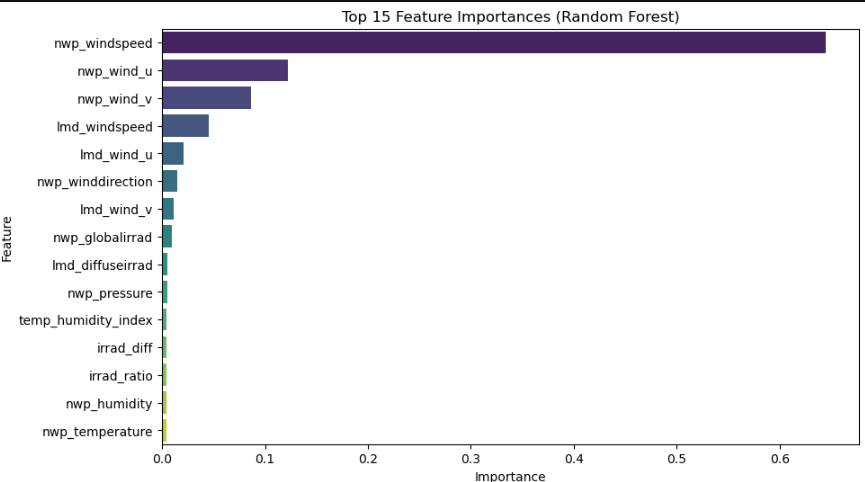 Top 15 Feature Importances (Random Forest)
nwp_windspeed
nwp_wind_u
nwp_wind_v
lmd_windspeed
lmd_wind_u
nwp_winddirection
lmd_wind_v
nwp_globalirrad
lmd_diffuseirrad
nwp_pressure
temp_humidity_index
irrad_diff
irrad_ratio
nwp_humidity
nwp_temperature
Feature
0.0 0.1 0.2 0.3 0.4 0.5 0.6
Importance